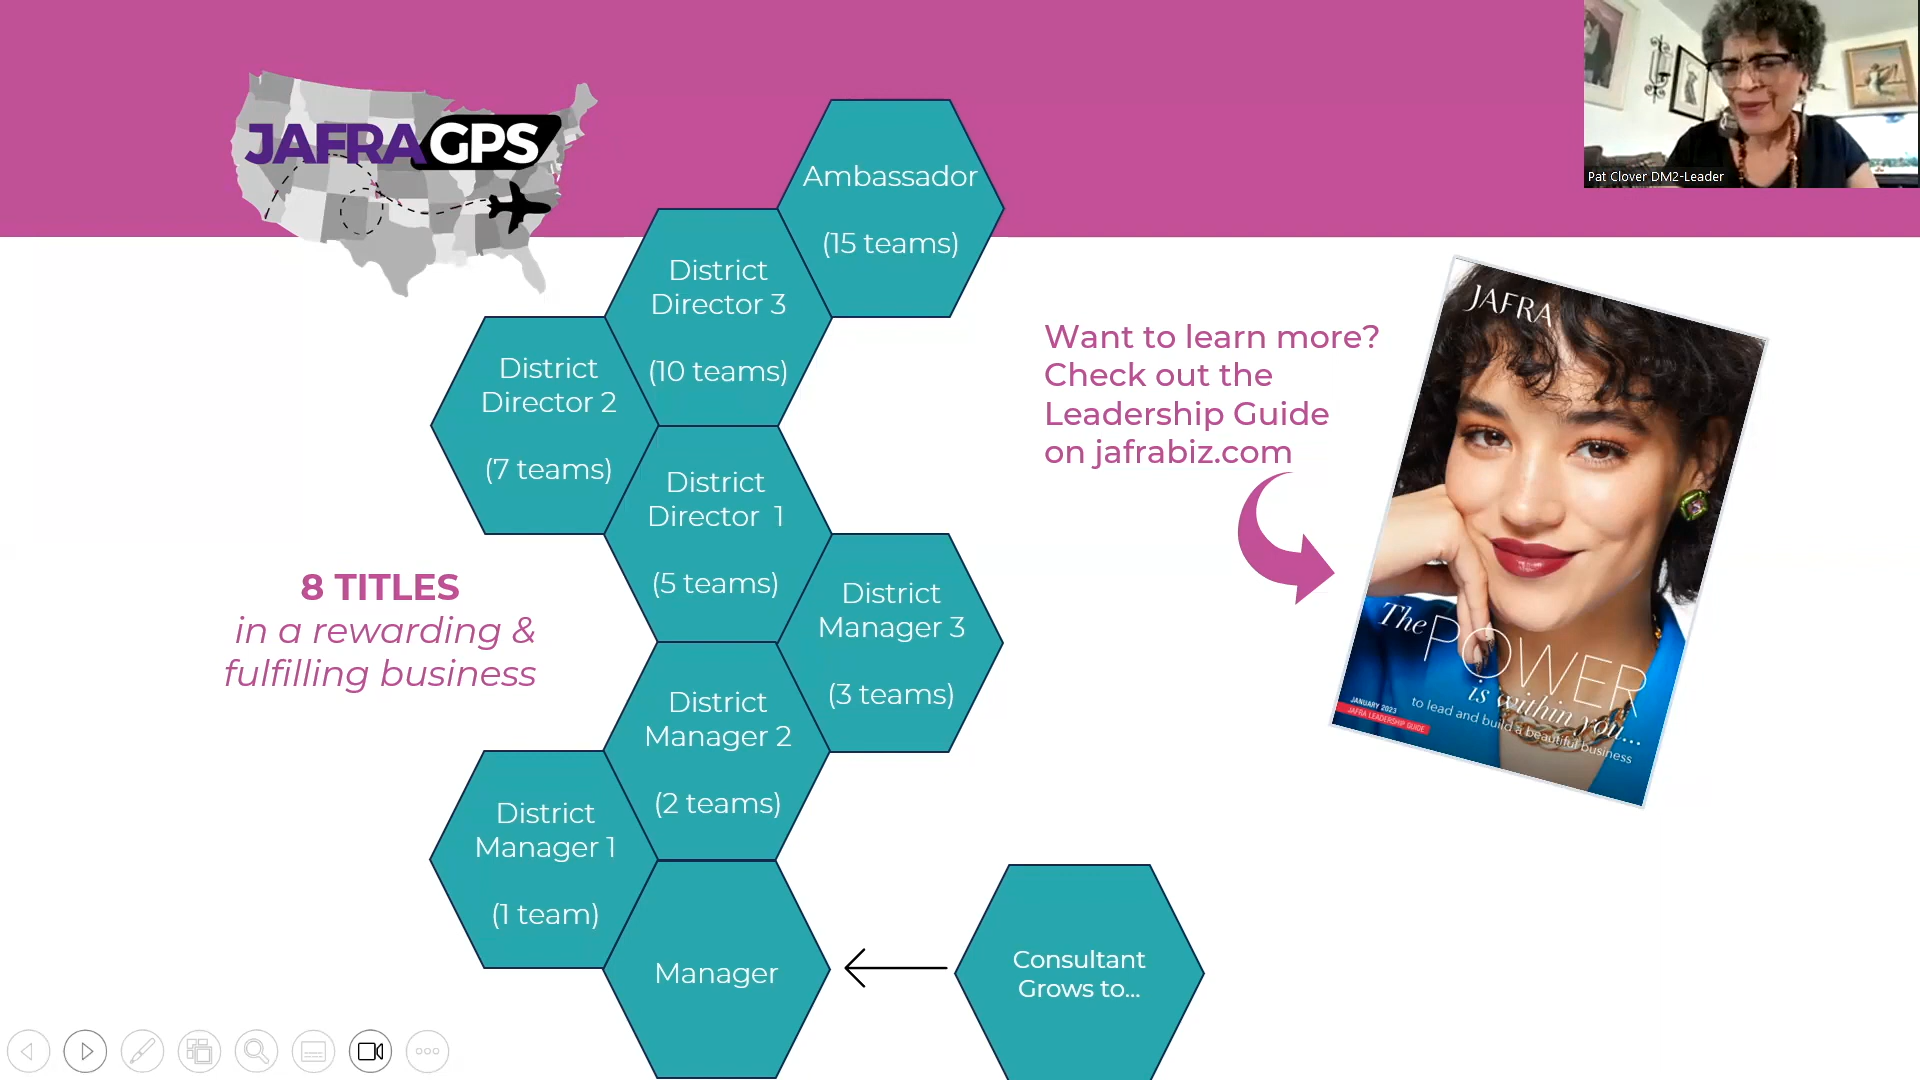 JAFRA GPS
Pat Clover DM2-Leader
Ambassador
(15 teams)
District
Director 3
(10 teams)
District
Director 2
(7 teams)
District
Director 1
(5 teams)
District
Manager 3
(3 teams)
District
Manager 2
(2 teams)
District
Manager 1
(1 team)
Manager
Consultant
Grows to...
8 TITLES
in a rewarding &
fulfilling business
Want to learn more?
Check out the
Leadership Guide
on jafrabiz.com
JAFRA
The POWER
is within you...
to lead and build a beautiful business
JANUARY 2023
JAFRA LEADERSHIP GUIDE